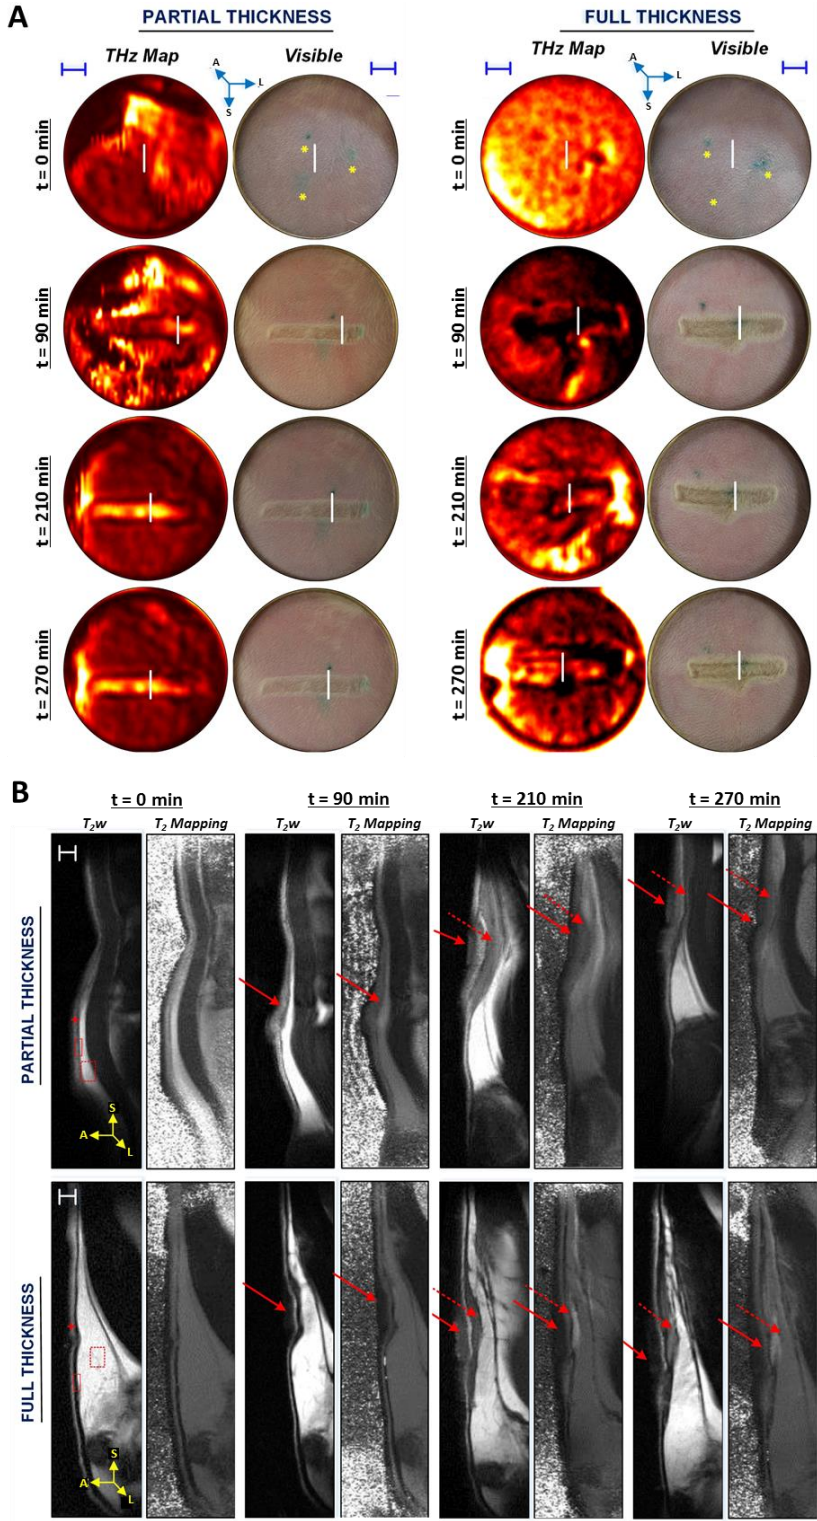 A
PARTIAL THICKNESS
FULL THICKNESS
THz Map
Visible
THz Map
Visible
A
L
S
A
L
S
t = 0 min
*
*
*
t = 0 min
*
*
*
t = 90 min
t = 90 min
t = 210 min
t = 210 min
t = 270 min
t = 270 min
B
t = 0 min
t = 90 min
t = 210 min
t = 270 min
T₂w
T₂ Mapping
T₂w
T₂ Mapping
T₂w
T₂ Mapping
T₂w
T₂ Mapping
PARTIAL THICKNESS
S
A
L
FULL THICKNESS
S
A
L